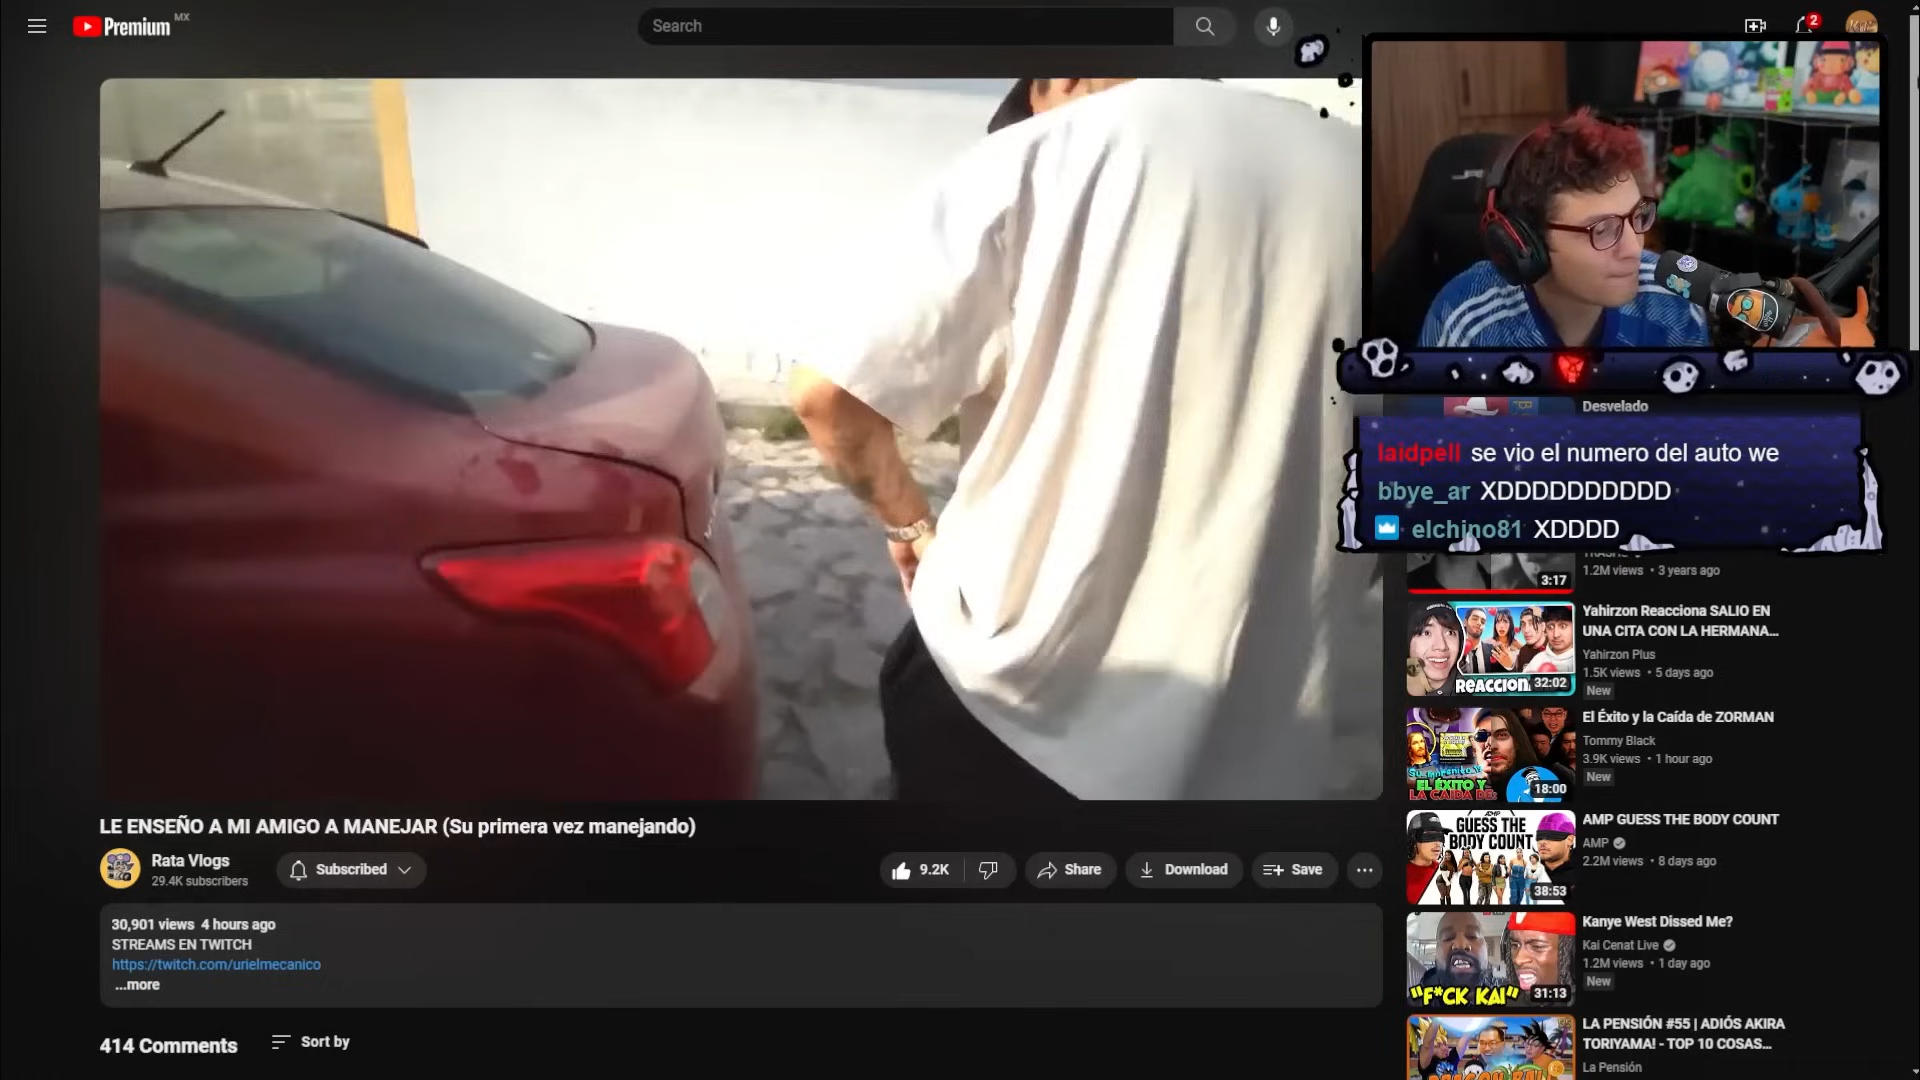 Premium MX
Search
2
Desvelado
laidpell se vio el numero del auto we
bbye_ar XDDDDDDDDDD
elchino81 XDDDD
3:17
1.2M views • 3 years ago
Yahirzon Reacciona SALIO EN
UNA CITA CON LA HERMANA...
Yahirzon Plus
1.5K views • 5 days ago
New
REACCION
32:02
El Éxito y la Caída de ZORMAN
Tommy Black
3.9K views • 1 hour ago
New
EL ÉXITO Y
LA CAIDA DE:
18:00
AMP GUESS THE BODY COUNT
AMP
2.2M views • 8 days ago
GUESS THE
BODY COUNT
38:53
Kanye West Dissed Me?
Kai Cenat Live
1.2M views • 1 day ago
New
"F*CK KAI"
31:13
LA PENSIÓN #55 | ADIÓS AKIRA
TORIYAMA! - TOP 10 COSAS...
La Pensión
LE ENSEÑO A MI AMIGO A MANEJAR (Su primera vez manejando)
Rata Vlogs
29.4K subscribers
Subscribed
9.2K
Share
Download
Save
30,901 views 4 hours ago
STREAMS EN TWITCH
https://twitch.com/urielmecanico
...more
414 Comments
Sort by